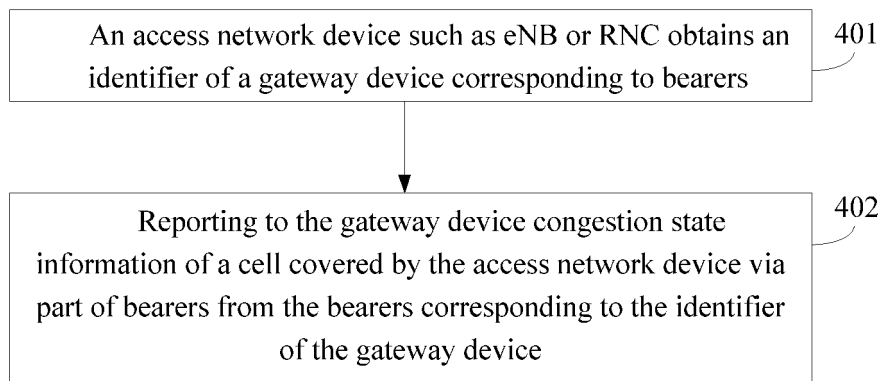 An access network device such as eNB or RNC obtains an
identifier of a gateway device corresponding to bearers
401
Reporting to the gateway device congestion state
information of a cell covered by the access network device via
part of bearers from the bearers corresponding to the identifier
of the gateway device
402